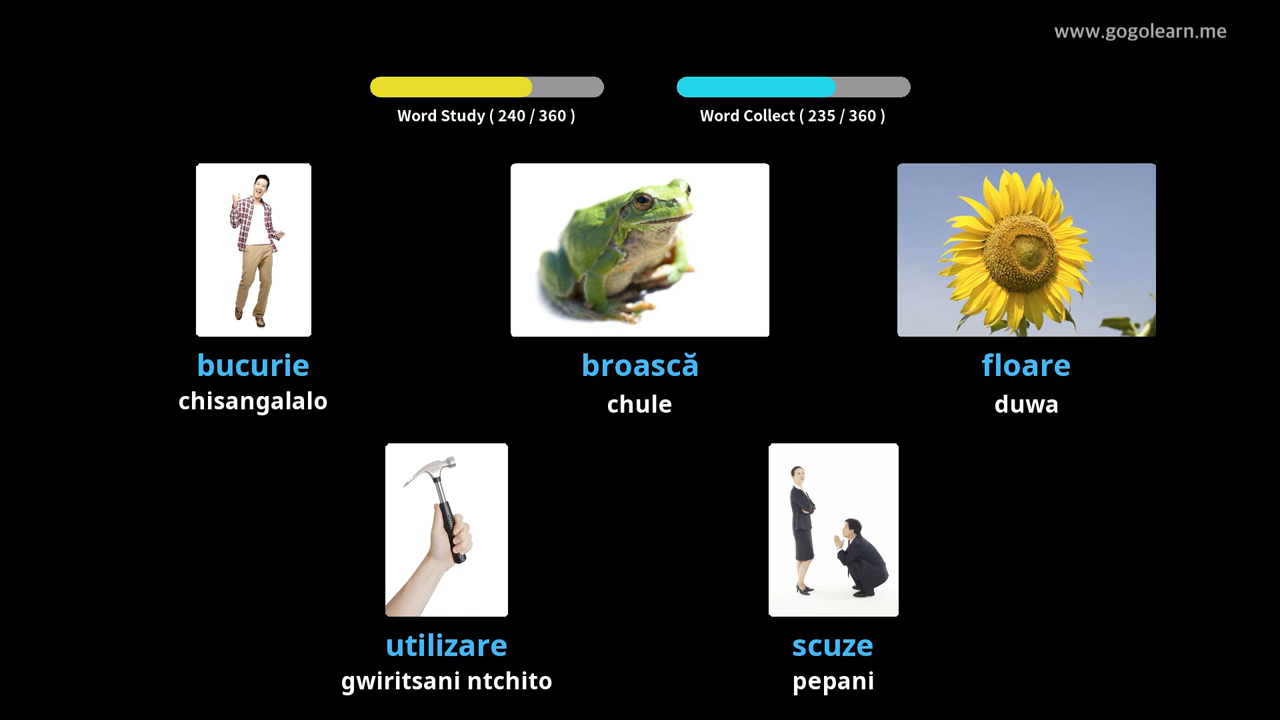 www.gogolearn.me
Word Study ( 240 / 360 )
Word Collect ( 235 / 360 )
bucurie
chisangalalo
broască
chule
floare
duwa
utilizare
gwiritsani ntchito
scuze
pepani